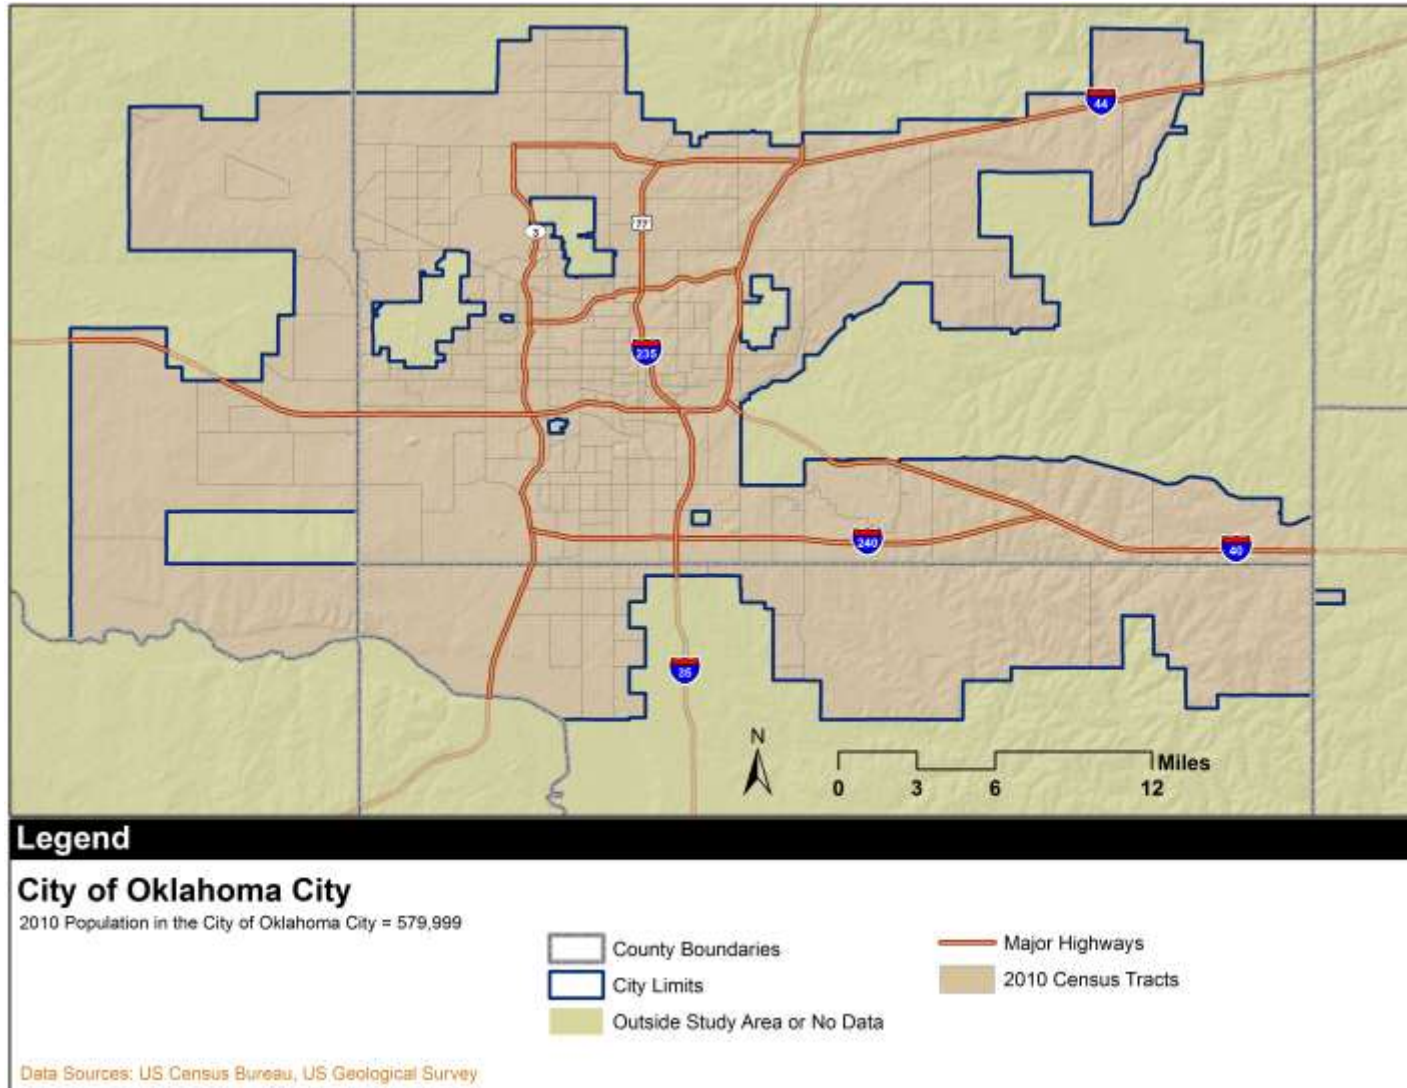 44
3
77
235
240
40
35
N
Miles
0 3 6 12
Legend
City of Oklahoma City
2010 Population in the City of Oklahoma City = 579,999
County Boundaries
Major Highways
City Limits
2010 Census Tracts
Outside Study Area or No Data
Data Sources: US Census Bureau, US Geological Survey